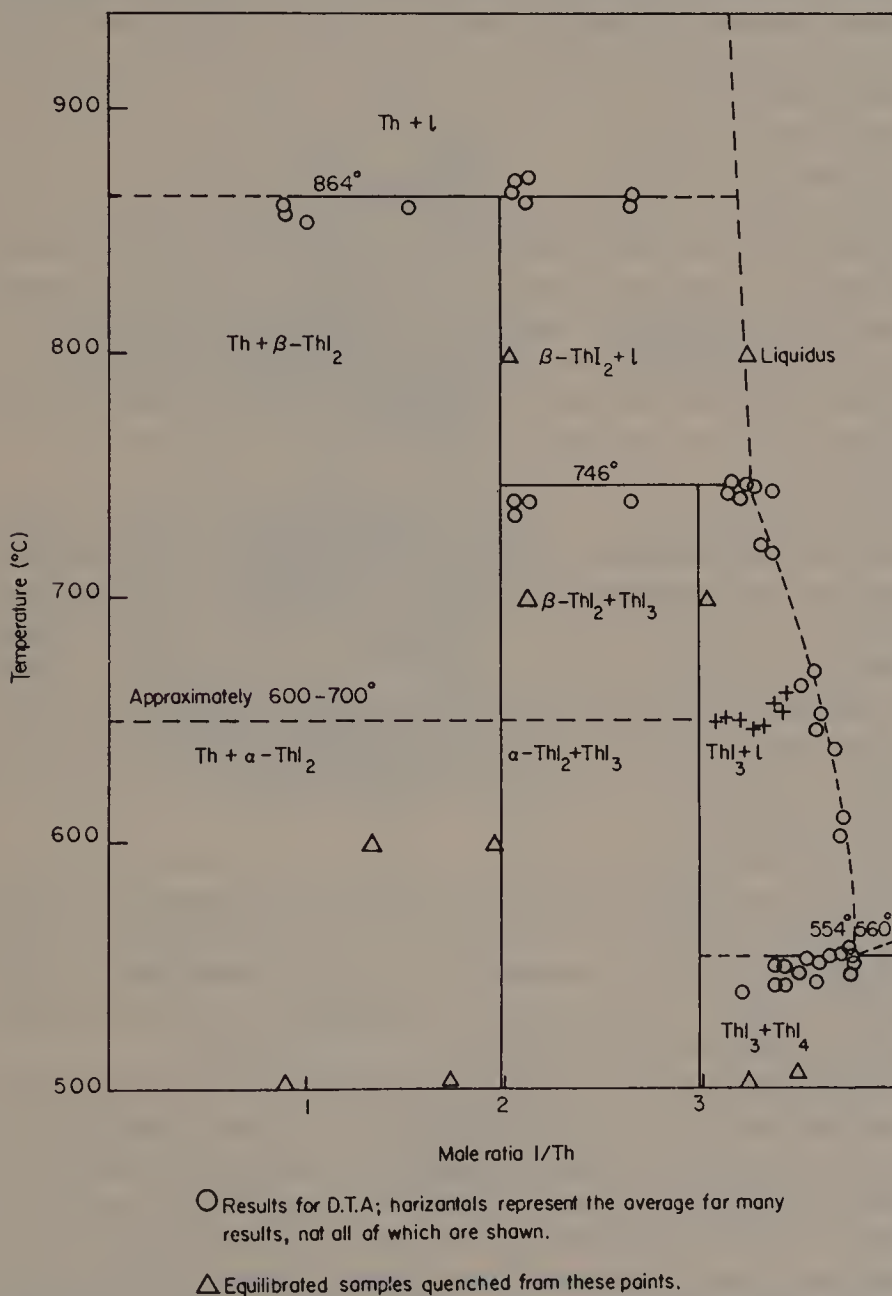 900
Th + l
864°
Th + β-ThI₂
800
β-ThI₂ + l
Liquidus
746°
Temperature (°C)
700
β-ThI₂+ThI₃
Approximately 600-700°
Th + α-ThI₂
α-ThI₂+ThI₃
ThI₃+l
600
554°
560°
ThI₃+ThI₄
500
1
2
3
Mole ratio I/Th
Results for D.T.A; horizontals represent the average for many
results, not all of which are shown.
Equilibrated samples quenched from these points.